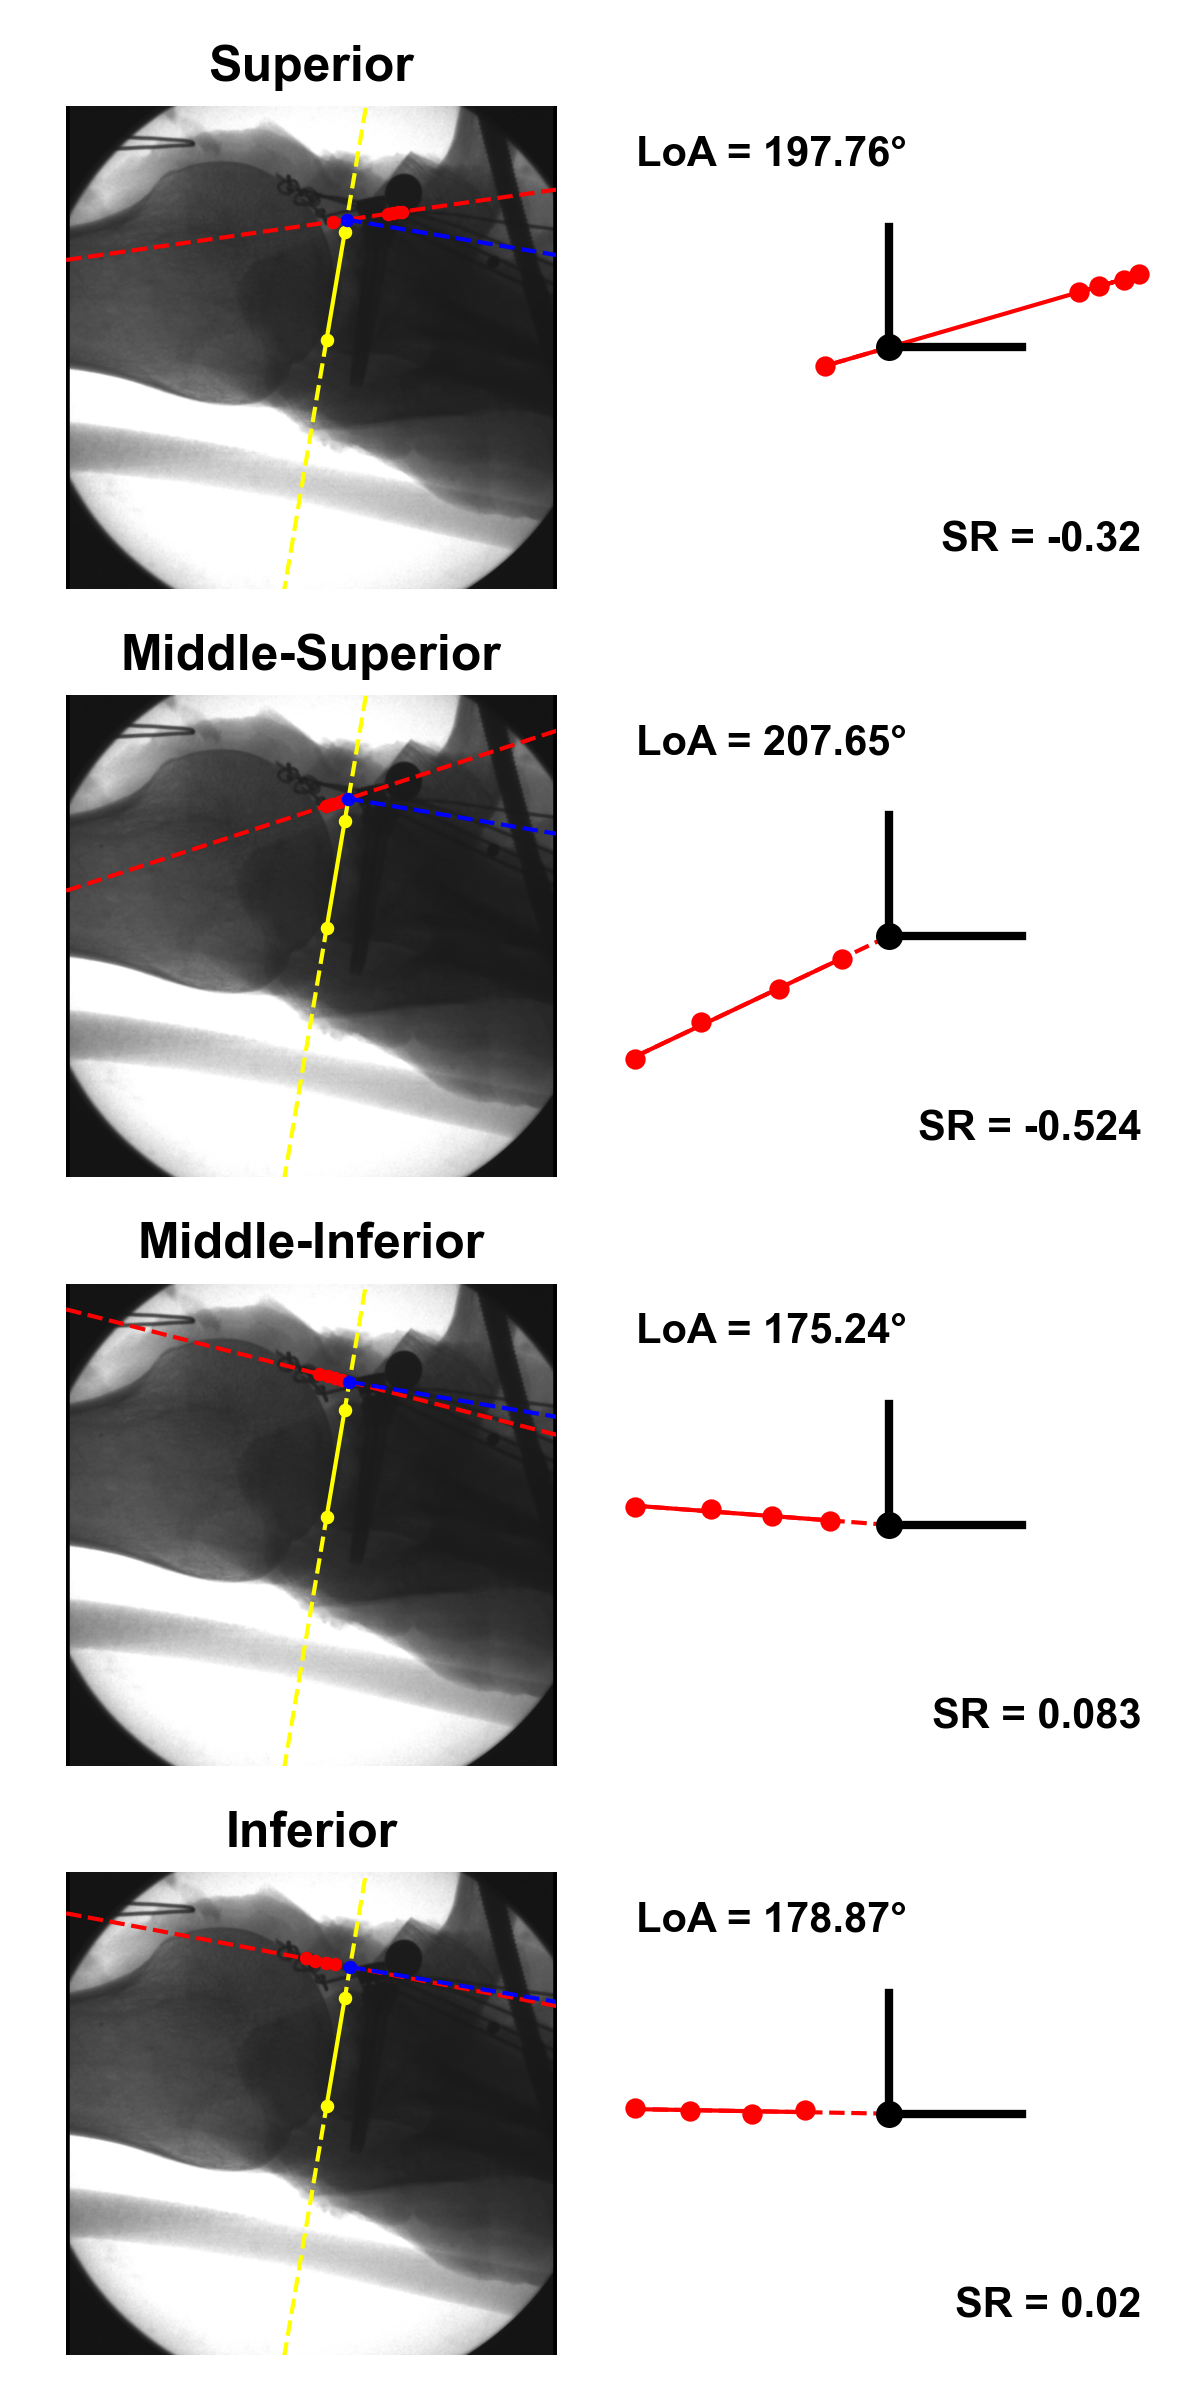 Superior
LoA = 197.76°
SR = -0.32
Middle-Superior
LoA = 207.65°
SR = -0.524
Middle-Inferior
LoA = 175.24°
SR = 0.083
Inferior
LoA = 178.87°
SR = 0.02